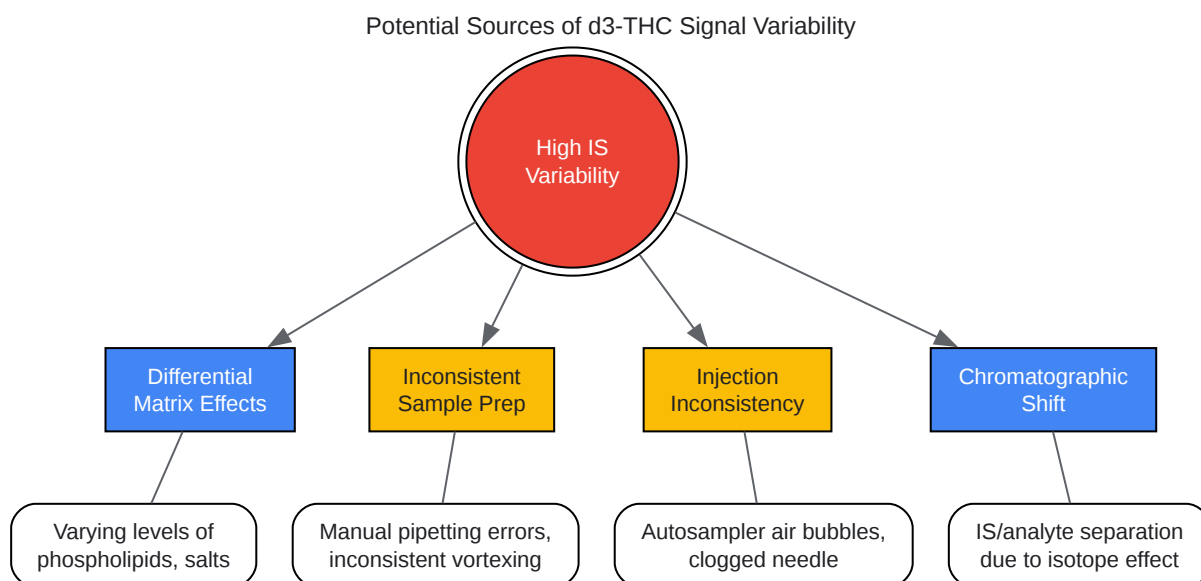 Potential Sources of d3-THC Signal Variability
High IS
Variability
Differential
Matrix Effects
Inconsistent
Sample Prep
Injection
Inconsistency
Chromatographic
Shift
Varying levels of
phospholipids, salts
Manual pipetting errors,
inconsistent vortexing
Autosampler air bubbles,
clogged needle
IS/analyte separation
due to isotope effect